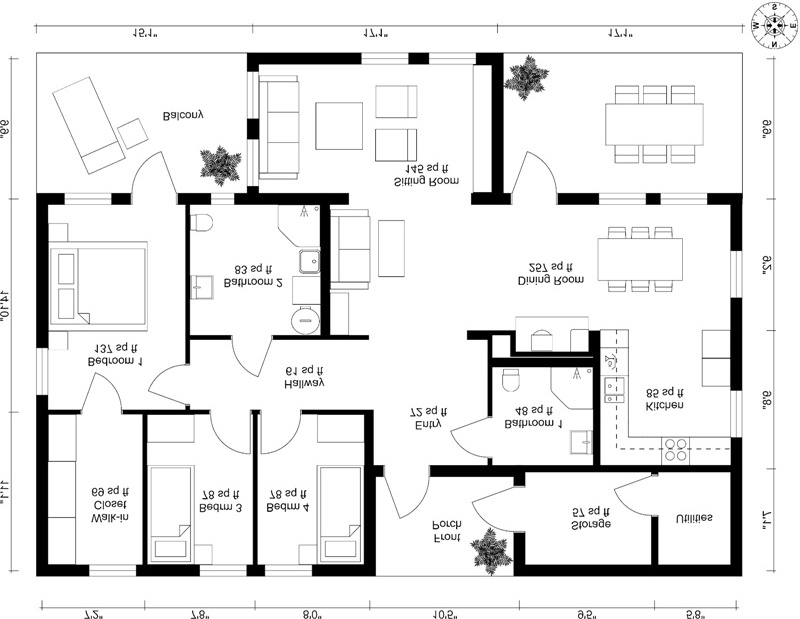 S
W
E
N
15'1"
17'1"
17'1"
9'9"
9'9"
Balcony
Sitting Room
145 sq ft
Bathroom 2
83 sq ft
Dining Room
257 sq ft
9'2"
14'10"
Bedroom 1
137 sq ft
Hallway
61 sq ft
Entry
72 sq ft
Bathroom 1
48 sq ft
Kitchen
85 sq ft
9'8"
Walk-in
Closet
69 sq ft
Bedrm 3
78 sq ft
Bedrm 4
78 sq ft
Front
Porch
Storage
57 sq ft
Utilities
11'1"
7'1"
7'2"
7'8"
8'0"
10'5"
9'5"
5'8"